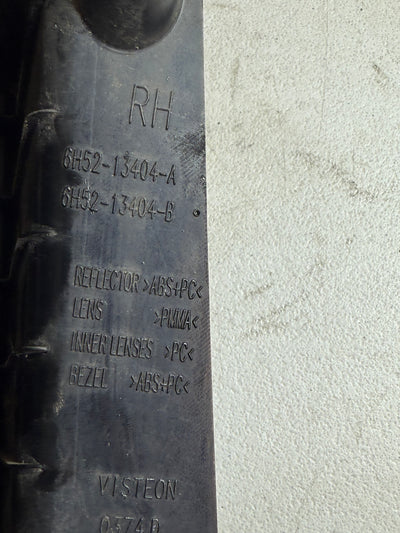 RH
6H52-13404-A
6H52-13404-B
REFLECTOR >ABS+PC<
LENS >PMMA<
INNER LENSES >PC<
BEZEL >ABS+PC<
VISTEON